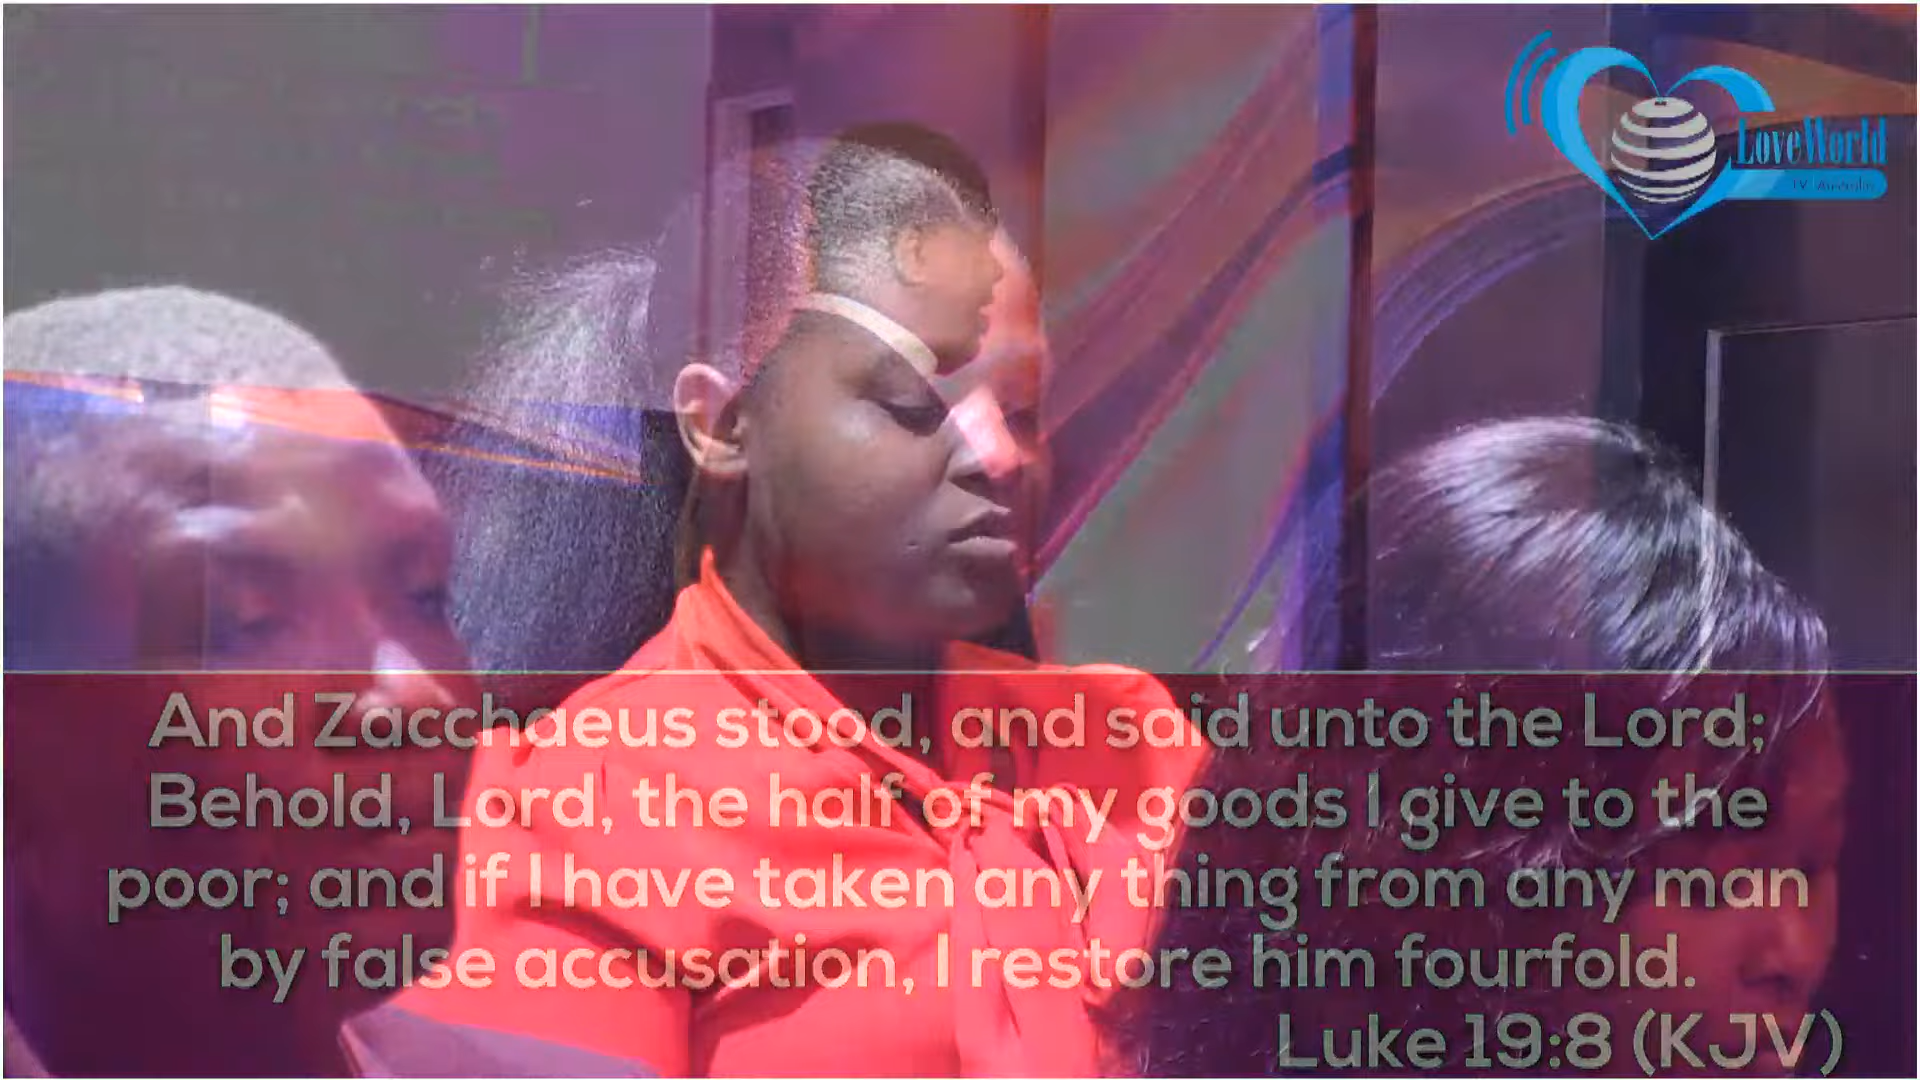 LoveWorld
TV Australia
And Zacchaeus stood, and said unto the Lord;
Behold, Lord, the half of my goods I give to the
poor; and if I have taken any thing from any man
by false accusation, I restore him fourfold.
Luke 19:8 (KJV)